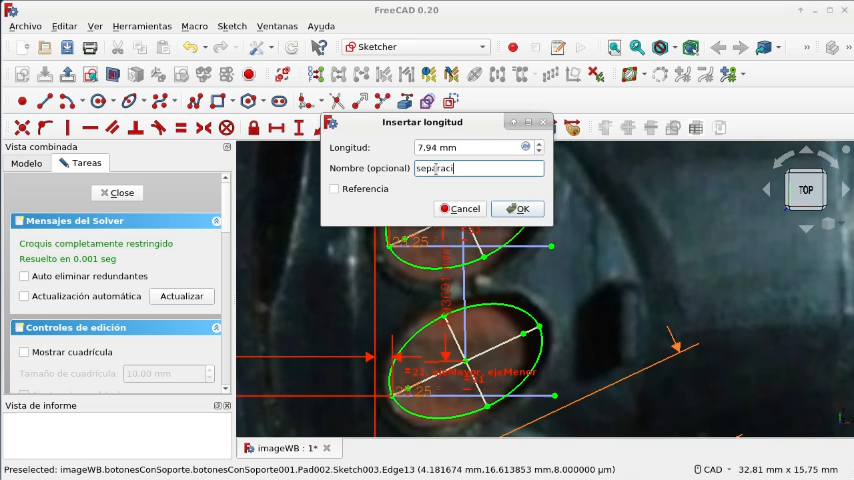 FreeCAD 0.20
Archivo Editar Ver Herramientas Macro Sketch Ventanas Ayuda
Sketcher
Vista combinada
Modelo Tareas
Close
Mensajes del Solver
Croquis completamente restringido
Resuelto en 0.001 seg
Auto eliminar redundantes
Actualización automática Actualizar
Controles de edición
Mostrar cuadrícula
Tamaño de cuadrícula 10.00 mm
Vista de informe
Insertar longitud
Longitud: 7,94 mm
Nombre (opcional) separaci
Referencia
Cancel OK
TOP
imageWB : 1*
Preselected: imageWB.botonesConSoporte.botonesConSoporte001.Pad002.Sketch003.Edge13 (4.181674 mm,16.613853 mm,8.000000 µm) CAD 32,81 mm x 15,75 mm